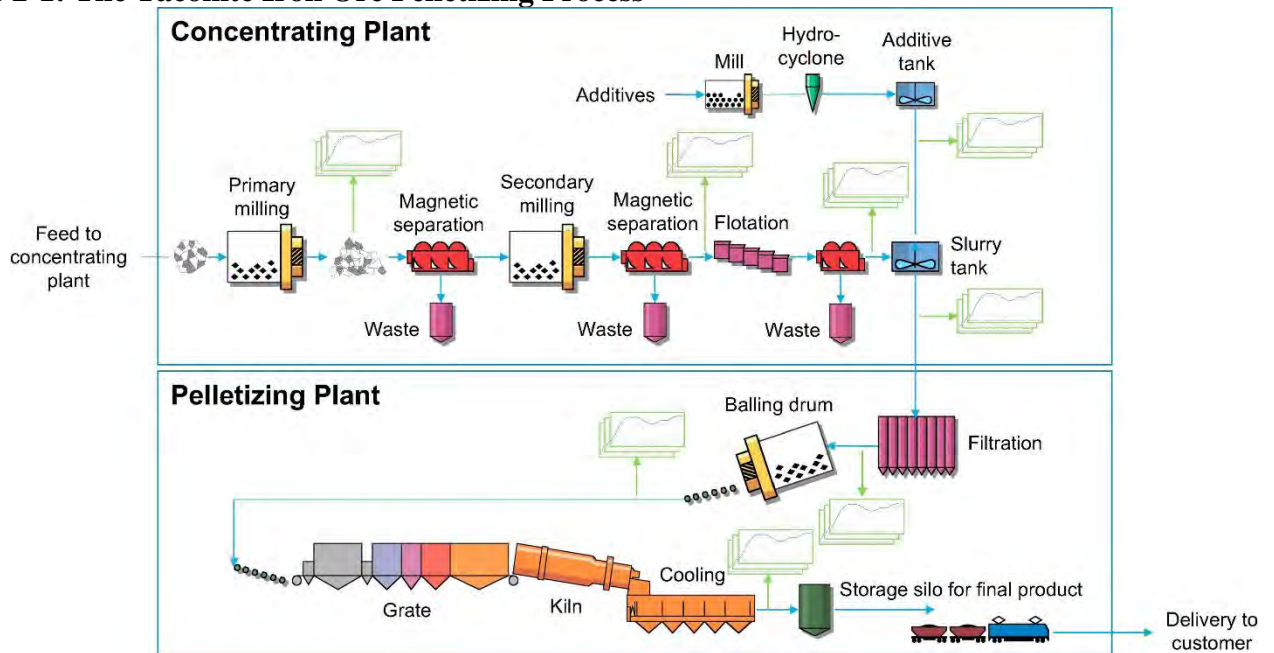 Concentrating Plant
Additives
Mill
Hydro-
cyclone
Additive
tank
Feed to
concentrating
plant
Primary
milling
Magnetic
separation
Secondary
milling
Magnetic
separation
Flotation
Slurry
tank
Waste
Waste
Waste
Pelletizing Plant
Balling drum
Filtration
Grate
Kiln
Cooling
Storage silo for final product
Delivery to
customer